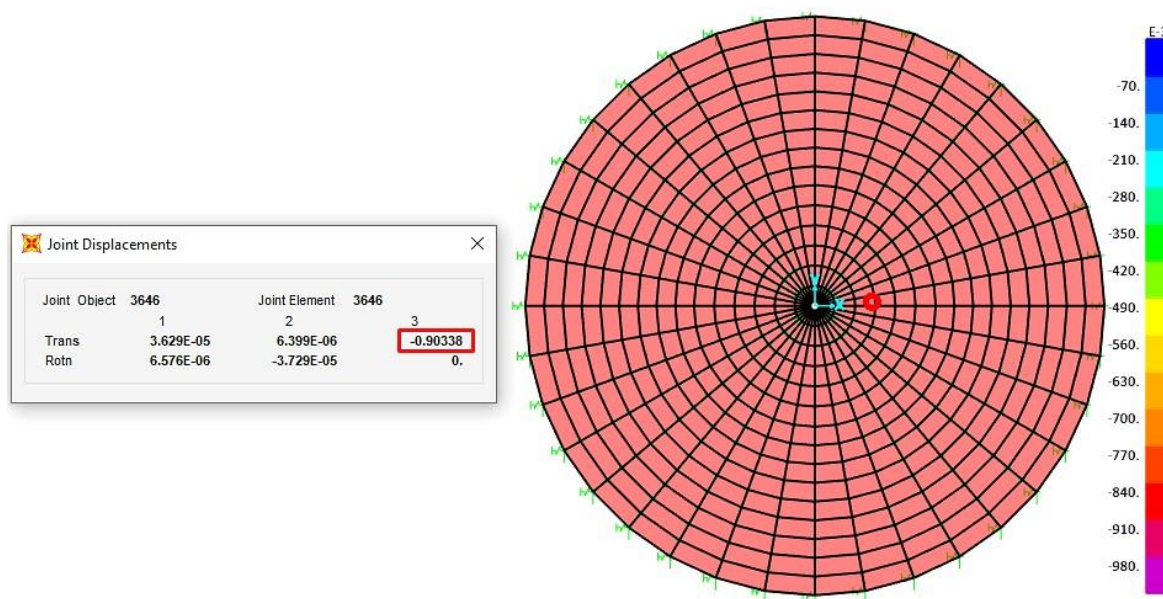 Joint Displacements
Joint Object 3646 Joint Element 3646
1 2 3
Trans 3.629E-05 6.399E-06 -0.90338
Rotn 6.576E-06 -3.729E-05 0.
Y
X
-70.
-140.
-210.
-280.
-350.
-420.
-490.
-560.
-630.
-700.
-770.
-840.
-910.
-980.